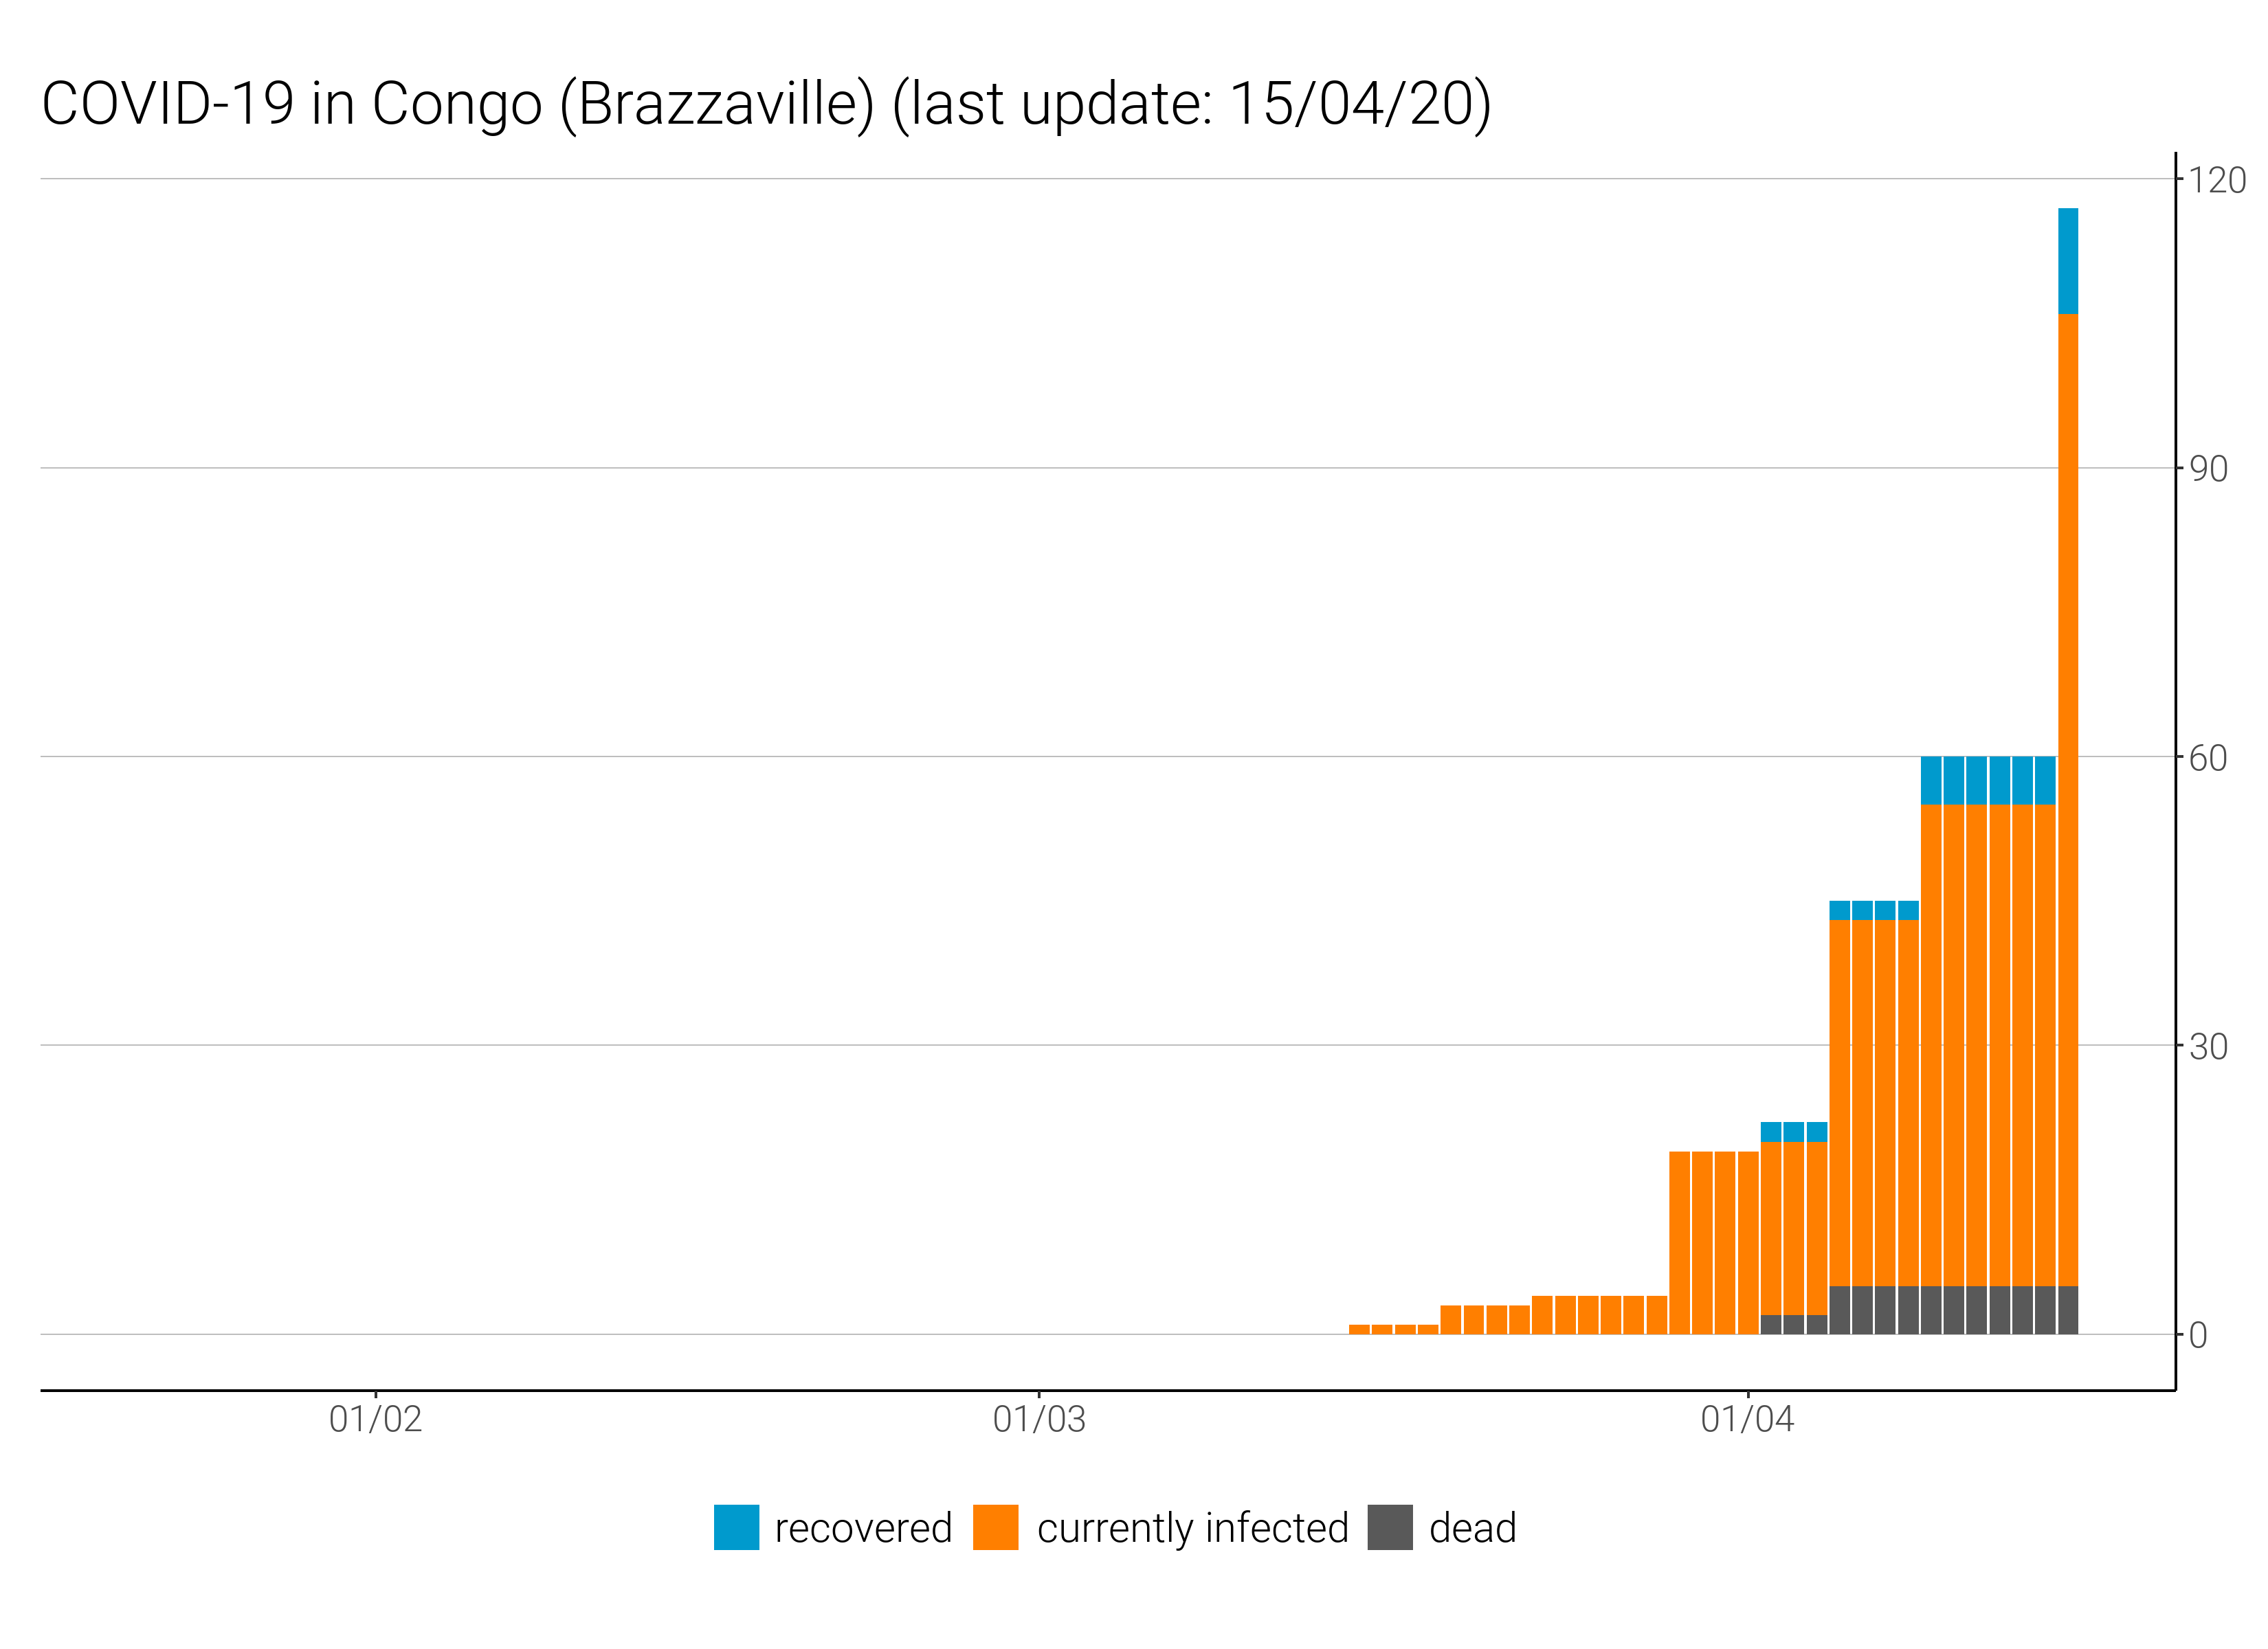 COVID-19 in Congo (Brazzaville) (last update: 15/04/20)
120
90
60
30
0
01/02 01/03 01/04
recovered currently infected dead